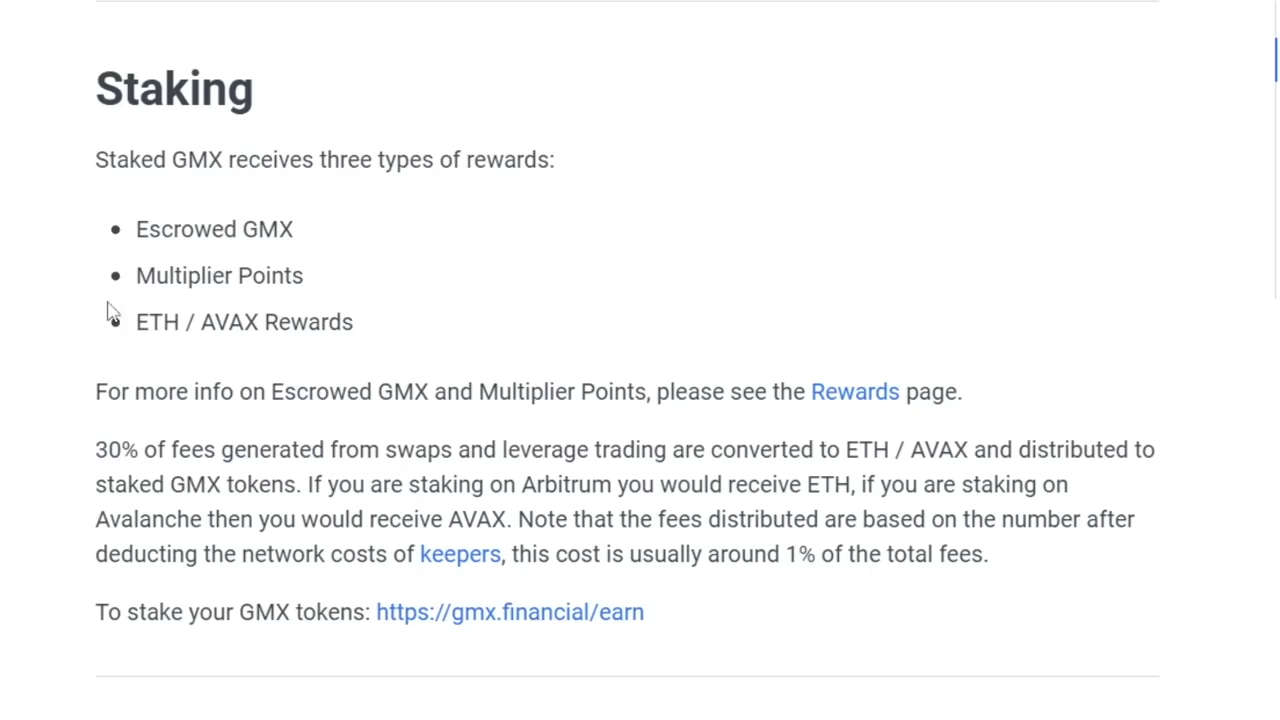 Staking
Staked GMX receives three types of rewards:
Escrowed GMX
Multiplier Points
ETH / AVAX Rewards
For more info on Escrowed GMX and Multiplier Points, please see the Rewards page.
30% of fees generated from swaps and leverage trading are converted to ETH / AVAX and distributed to
staked GMX tokens. If you are staking on Arbitrum you would receive ETH, if you are staking on
Avalanche then you would receive AVAX. Note that the fees distributed are based on the number after
deducting the network costs of keepers, this cost is usually around 1% of the total fees.
To stake your GMX tokens: https://gmx.financial/earn